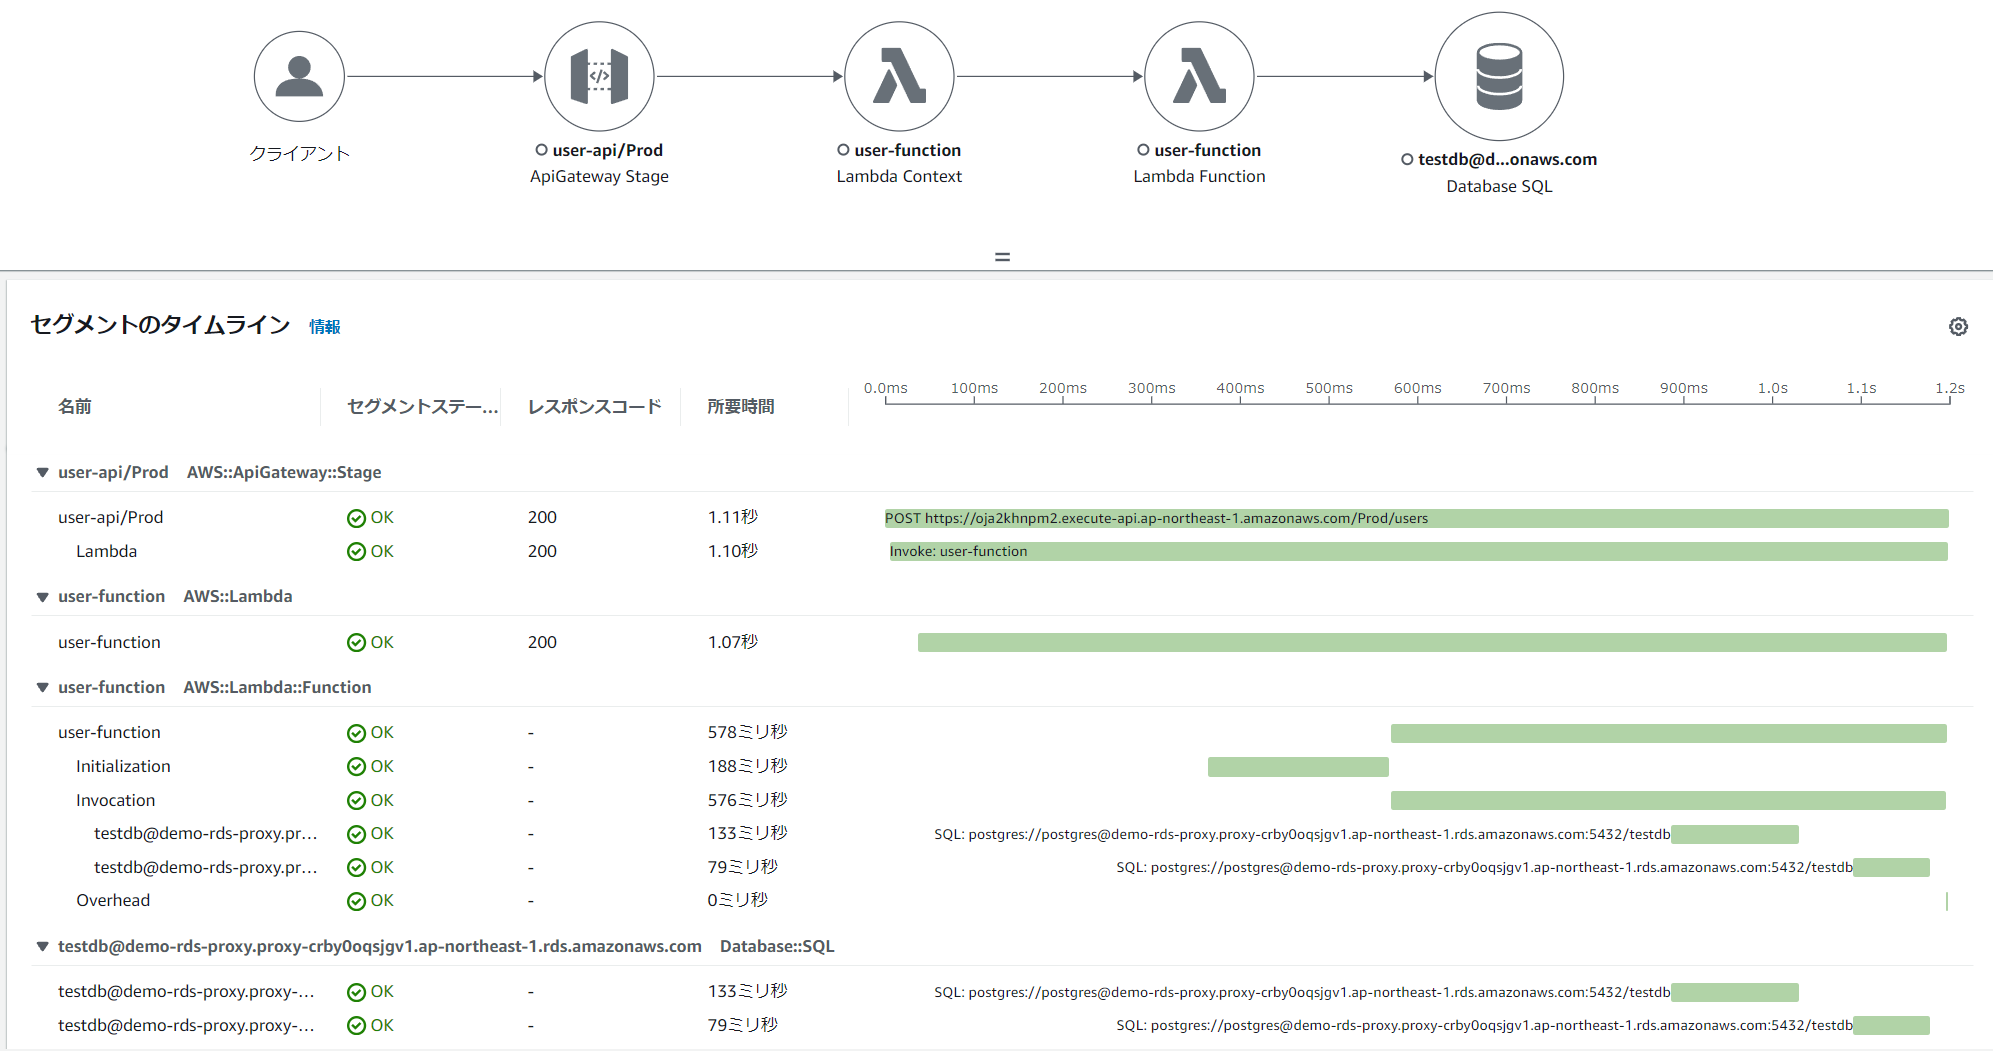 クライアント
user-api/Prod
ApiGateway Stage
user-function
Lambda Context
user-function
Lambda Function
testdb@d...onaws.com
Database SQL
セグメントのタイムライン 情報
名前 セグメントステー... レスポンスコード 所要時間 0.0ms 100ms 200ms 300ms 400ms 500ms 600ms 700ms 800ms 900ms 1.0s 1.1s 1.2s
user-api/Prod AWS::ApiGateway::Stage
user-api/Prod OK 200 1.11秒 POST https://oja2khnpm2.execute-api.ap-northeast-1.amazonaws.com/Prod/users
Lambda OK 200 1.10秒 Invoke: user-function
user-function AWS::Lambda
user-function OK 200 1.07秒
user-function AWS::Lambda::Function
user-function OK - 578ミリ秒
Initialization OK - 188ミリ秒
Invocation OK - 576ミリ秒
testdb@demo-rds-proxy.pr... OK - 133ミリ秒 SQL: postgres://postgres@demo-rds-proxy.proxy-crby0oqsjgv1.ap-northeast-1.rds.amazonaws.com:5432/testdb
testdb@demo-rds-proxy.pr... OK - 79ミリ秒 SQL: postgres://postgres@demo-rds-proxy.proxy-crby0oqsjgv1.ap-northeast-1.rds.amazonaws.com:5432/testdb
Overhead OK - 0ミリ秒
testdb@demo-rds-proxy.proxy-crby0oqsjgv1.ap-northeast-1.rds.amazonaws.com Database::SQL
testdb@demo-rds-proxy.proxy-... OK - 133ミリ秒 SQL: postgres://postgres@demo-rds-proxy.proxy-crby0oqsjgv1.ap-northeast-1.rds.amazonaws.com:5432/testdb
testdb@demo-rds-proxy.proxy-... OK - 79ミリ秒 SQL: postgres://postgres@demo-rds-proxy.proxy-crby0oqsjgv1.ap-northeast-1.rds.amazonaws.com:5432/testdb